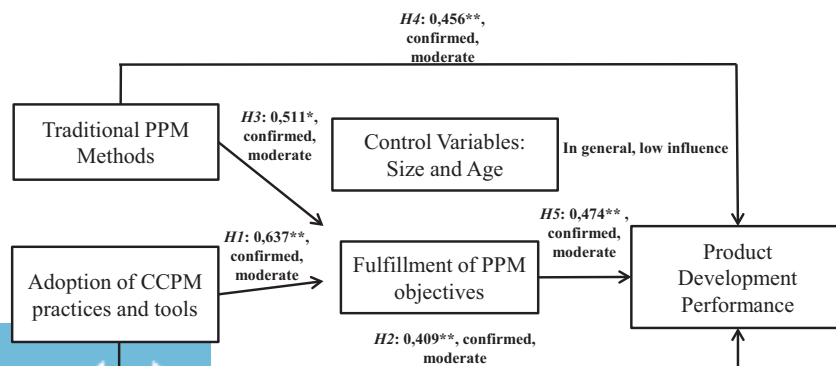 H4: 0,456**,
confirmed,
moderate
Traditional PPM
Methods
H3: 0,511*,
confirmed,
moderate
Control Variables:
Size and Age
In general, low influence
H1: 0,637**,
confirmed,
moderate
H5: 0,474** ,
confirmed,
moderate
Adoption of CCPM
practices and tools
Fulfillment of PPM
objectives
Product
Development
Performance
H2: 0,409**, confirmed,
moderate